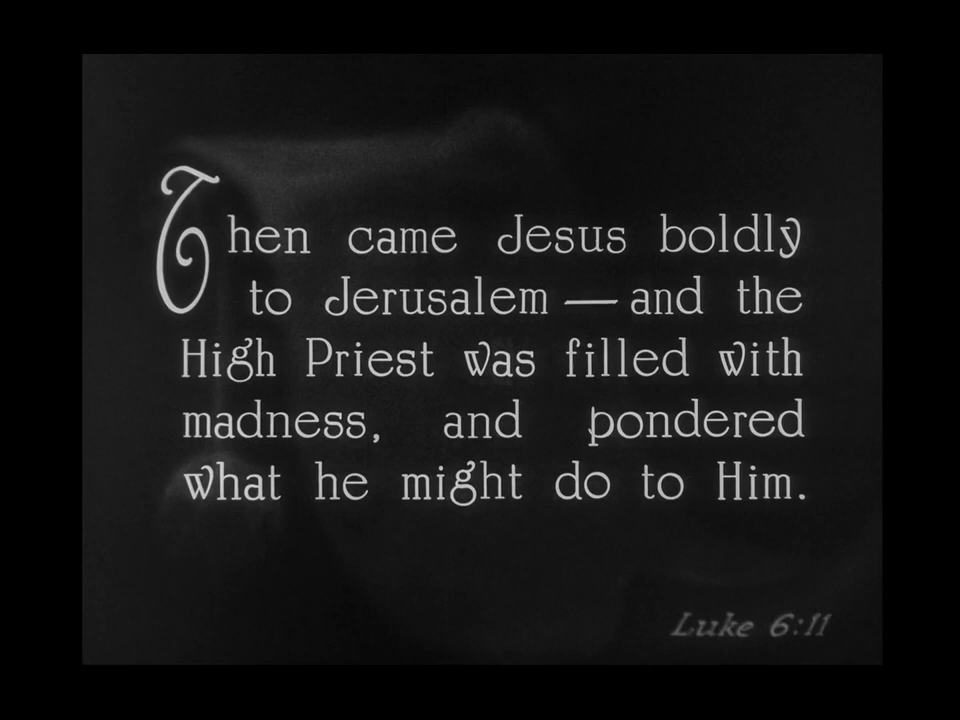 Then came Jesus boldly
to Jerusalem — and the
High Priest was filled with
madness, and pondered
what he might do to Him.
Luke 6:11